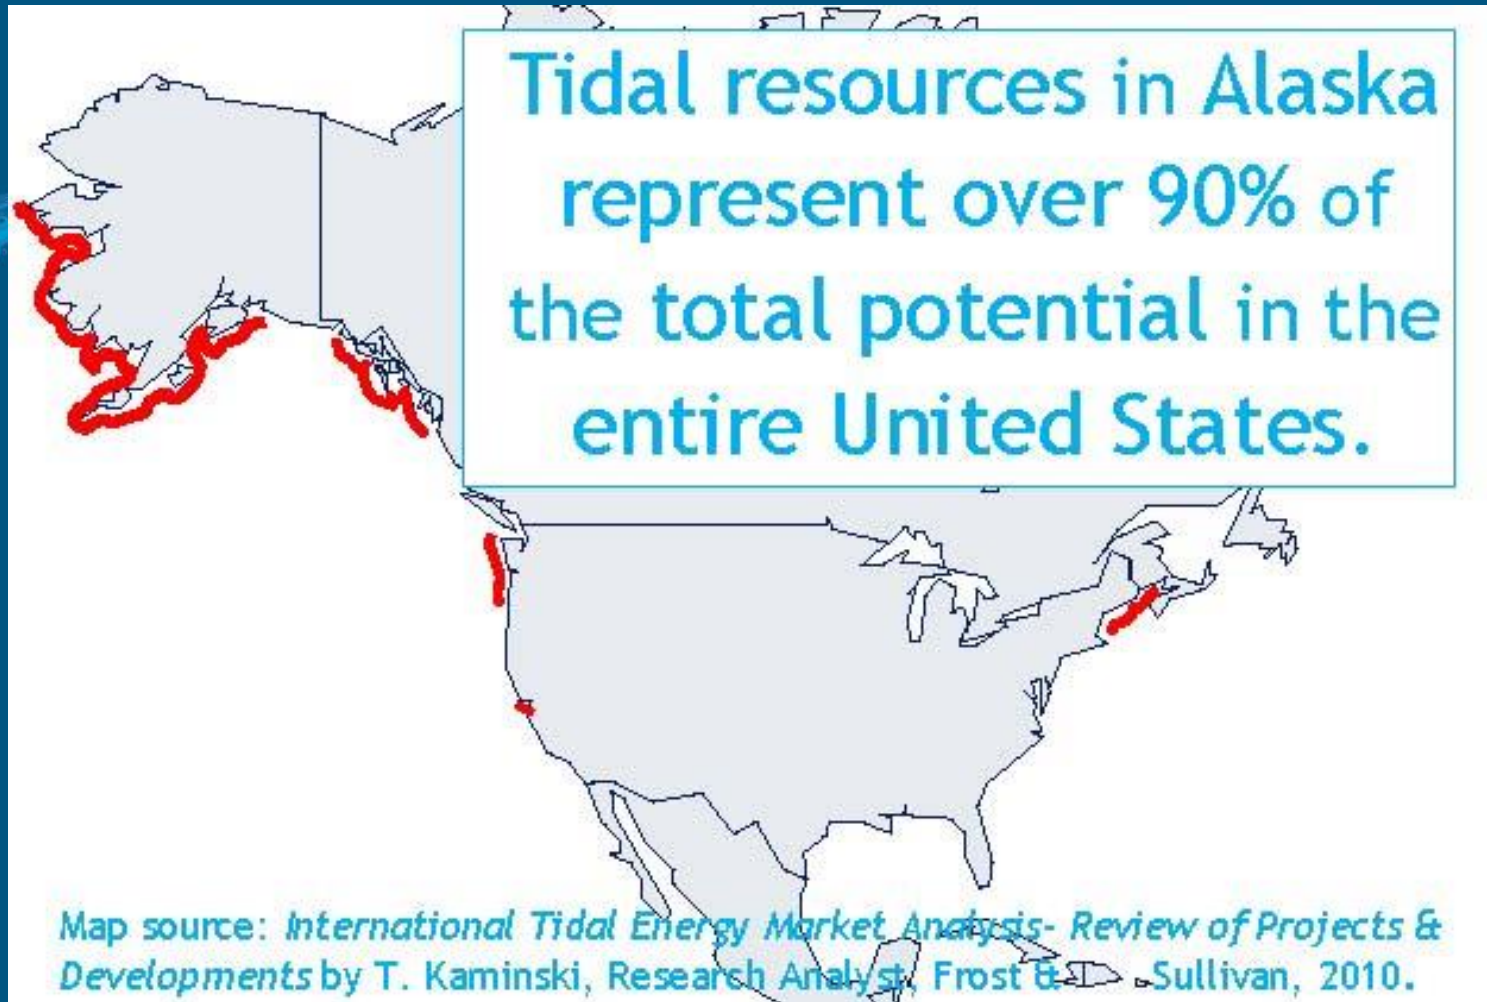 Tidal resources in Alaska
represent over 90% of
the total potential in the
entire United States.
Map source: International Tidal Energy Market Analysis- Review of Projects &
Developments by T. Kaminski, Research Analyst, Frost & Sullivan, 2010.